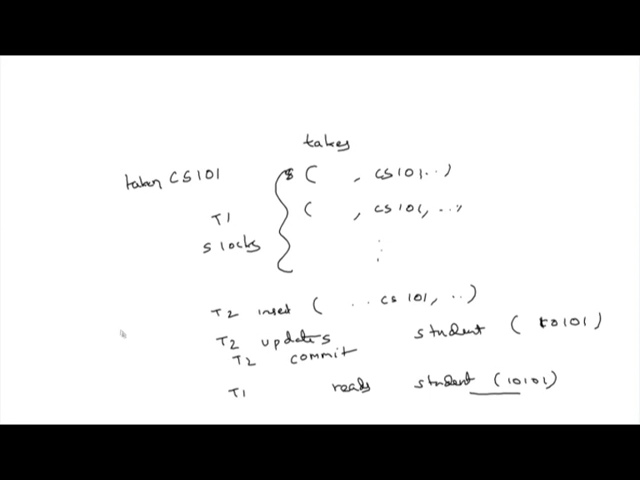 takes
taken CS101 S ( , CS101..)
T1 ( , CS101, ...,
S locks
T2 inset ( .. CS101, ..)
T2 updates student (10101)
T2 commit
T1 reads student (10101)